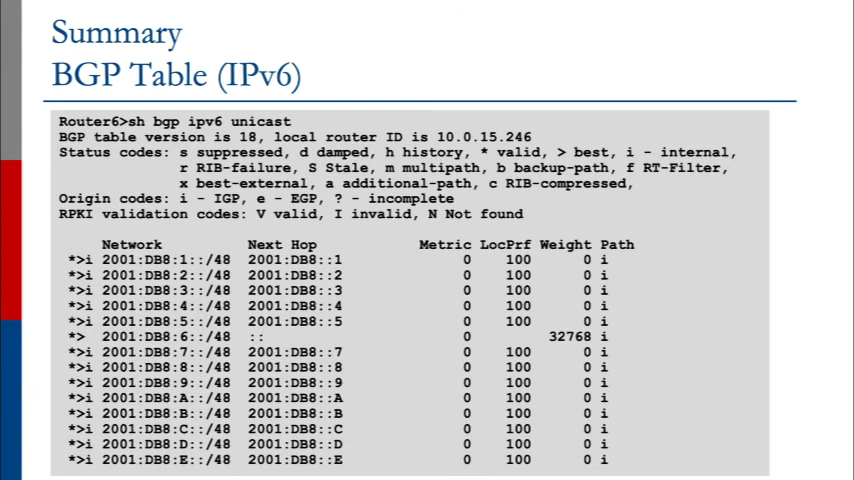 Summary
BGP Table (IPv6)
Router6>sh bgp ipv6 unicast
BGP table version is 18, local router ID is 10.0.15.246
Status codes: s suppressed, d damped, h history, * valid, > best, i - internal,
r RIB-failure, S Stale, m multipath, b backup-path, f RT-Filter,
x best-external, a additional-path, c RIB-compressed,
Origin codes: i - IGP, e - EGP, ? - incomplete
RPKI validation codes: V valid, I invalid, N Not found
Network Next Hop Metric LocPrf Weight Path
*>i 2001:DB8:1::/48 2001:DB8::1 0 100 0 i
*>i 2001:DB8:2::/48 2001:DB8::2 0 100 0 i
*>i 2001:DB8:3::/48 2001:DB8::3 0 100 0 i
*>i 2001:DB8:4::/48 2001:DB8::4 0 100 0 i
*>i 2001:DB8:5::/48 2001:DB8::5 0 100 0 i
*> 2001:DB8:6::/48 :: 0 32768 i
*>i 2001:DB8:7::/48 2001:DB8::7 0 100 0 i
*>i 2001:DB8:8::/48 2001:DB8::8 0 100 0 i
*>i 2001:DB8:9::/48 2001:DB8::9 0 100 0 i
*>i 2001:DB8:A::/48 2001:DB8::A 0 100 0 i
*>i 2001:DB8:B::/48 2001:DB8::B 0 100 0 i
*>i 2001:DB8:C::/48 2001:DB8::C 0 100 0 i
*>i 2001:DB8:D::/48 2001:DB8::D 0 100 0 i
*>i 2001:DB8:E::/48 2001:DB8::E 0 100 0 i